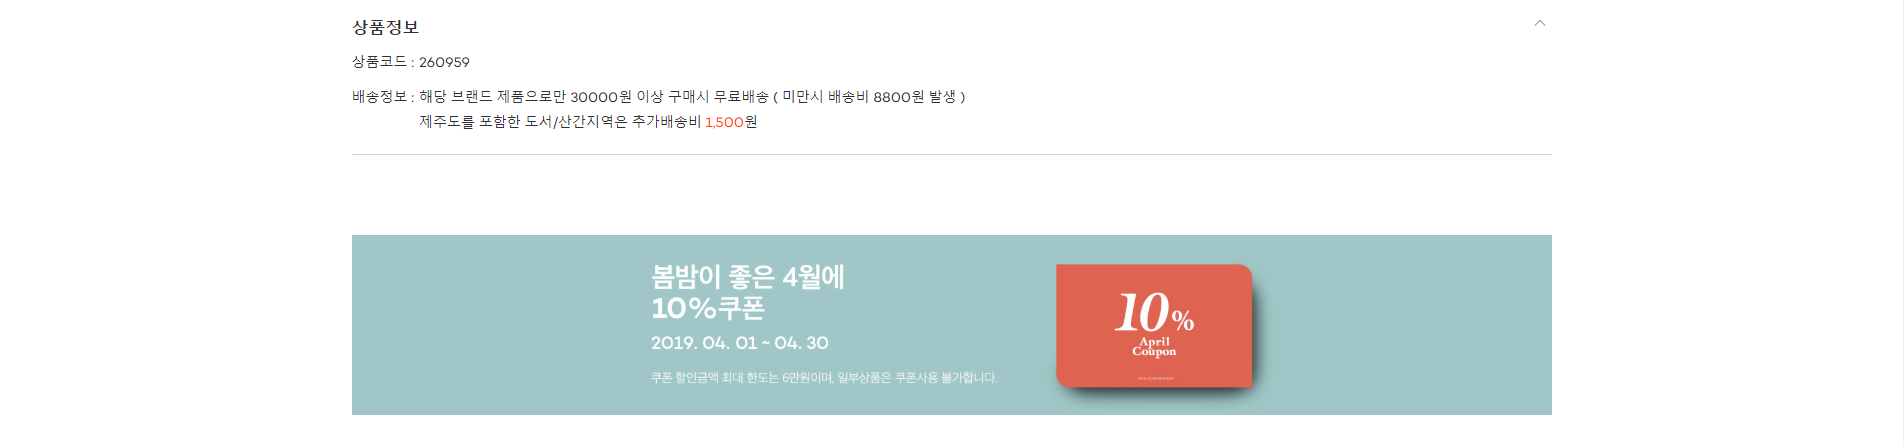 상품정보
상품코드 : 260959
배송정보 : 해당 브랜드 제품으로만 30000원 이상 구매시 무료배송 ( 미만시 배송비 8800원 발생 )
제주도를 포함한 도서/산간지역은 추가배송비 1,500원
봄밤이 좋은 4월에
10%쿠폰
2019. 04. 01 ~ 04. 30
쿠폰 할인금액 최대 한도는 6만원이며, 일부상품은 쿠폰사용 불가합니다.
10%
April
Coupon